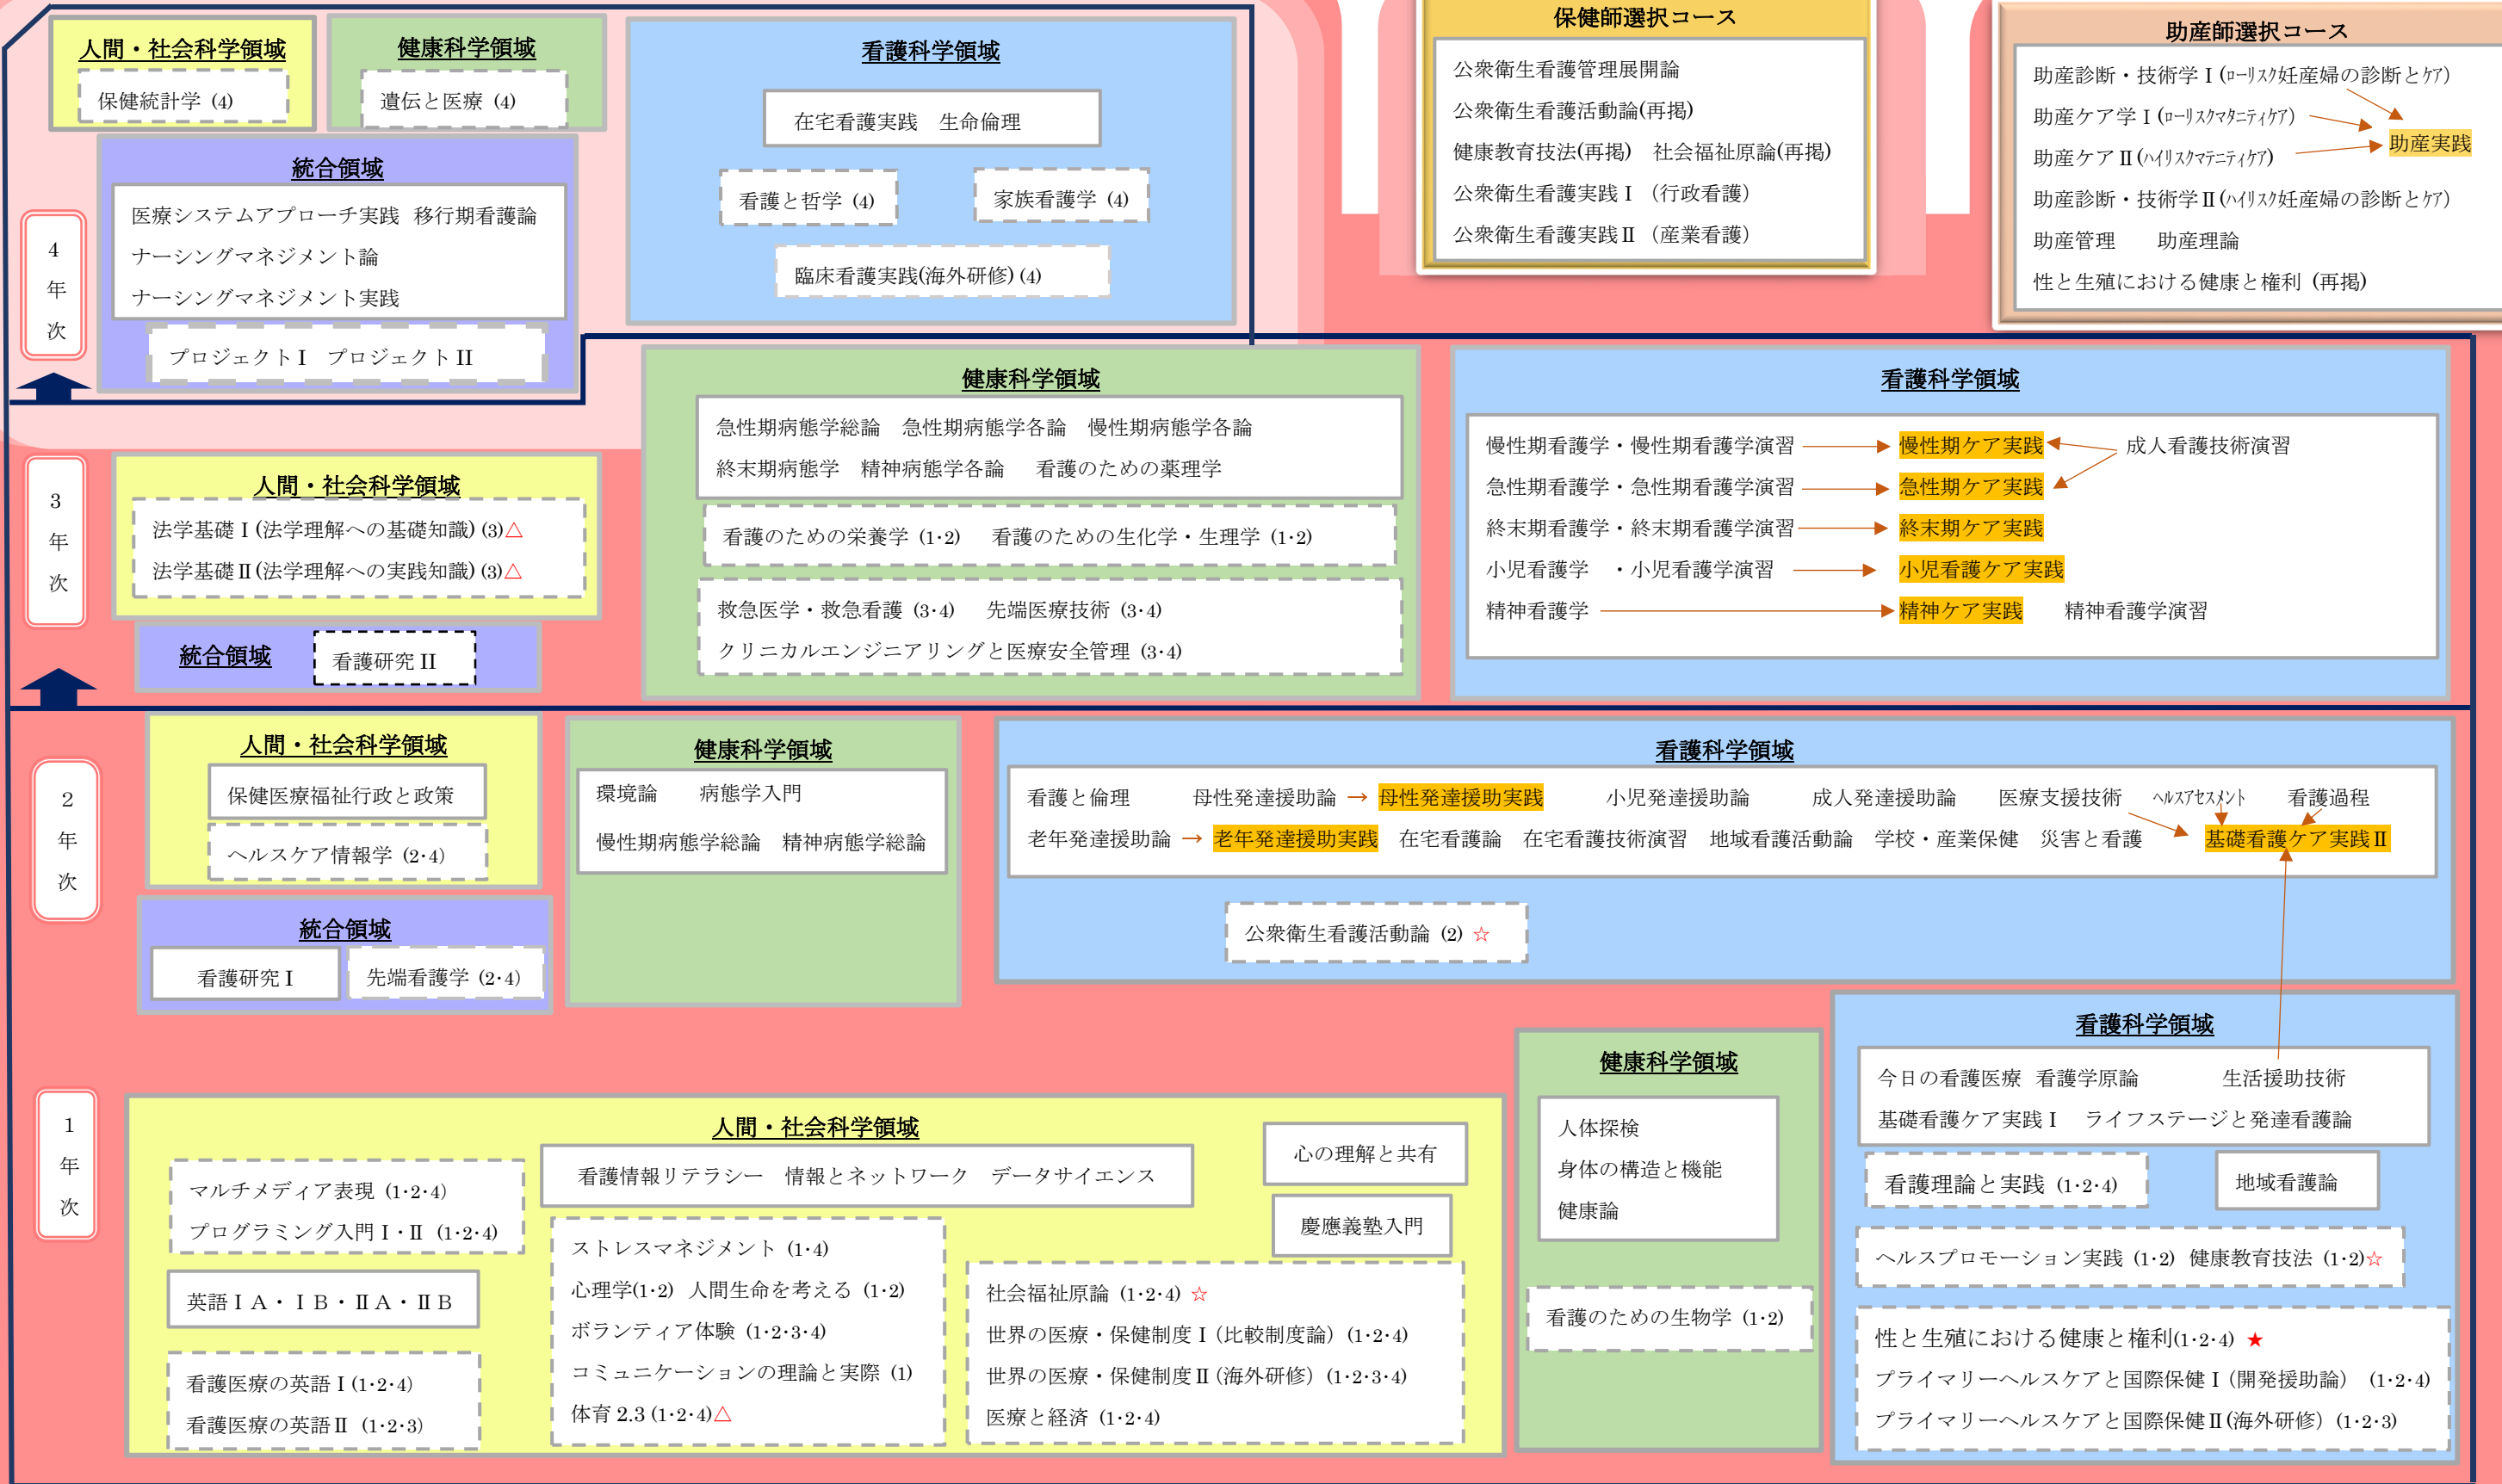 人間・社会科学領域
保健統計学 (4)
健康科学領域
遺伝と医療 (4)
看護科学領域
在宅看護実践　生命倫理
看護と哲学 (4)
家族看護学 (4)
臨床看護実践(海外研修) (4)
統合領域
医療システムアプローチ実践　移行期看護論
ナーシングマネジメント論
ナーシングマネジメント実践
プロジェクト I　プロジェクト II
4
年
次
保健師選択コース
公衆衛生看護管理展開論
公衆衛生看護活動論(再掲)
健康教育技法(再掲)　社会福祉原論(再掲)
公衆衛生看護実践Ⅰ（行政看護）
公衆衛生看護実践Ⅱ（産業看護）
助産師選択コース
助産診断・技術学Ⅰ(ﾛｰﾘｽｸ妊産婦の診断とｹｱ)
助産ケア学Ⅰ(ﾛｰﾘｽｸﾏﾀﾆﾃｨｹｱ)
助産ケアⅡ(ﾊｲﾘｽｸﾏﾃﾆﾃｨｹｱ)
助産実践
助産診断・技術学Ⅱ(ﾊｲﾘｽｸ妊産婦の診断とｹｱ)
助産管理　　助産理論
性と生殖における健康と権利 (再掲)
3
年
次
人間・社会科学領域
法学基礎Ⅰ(法学理解への基礎知識) (3)△
法学基礎Ⅱ(法学理解への実践知識) (3)△
統合領域
看護研究 II
健康科学領域
急性期病態学総論　急性期病態学各論　慢性期病態学各論
終末期病態学　精神病態学各論　看護のための薬理学
看護のための栄養学 (1･2)　看護のための生化学・生理学 (1･2)
救急医学・救急看護 (3･4)　先端医療技術 (3･4)
クリニカルエンジニアリングと医療安全管理 (3･4)
看護科学領域
慢性期看護学・慢性期看護学演習　慢性期ケア実践　成人看護技術演習
急性期看護学・急性期看護学演習　急性期ケア実践
終末期看護学・終末期看護学演習　終末期ケア実践
小児看護学　・小児看護学演習　小児看護ケア実践
精神看護学　精神ケア実践　精神看護学演習
2
年
次
人間・社会科学領域
保健医療福祉行政と政策
ヘルスケア情報学 (2･4)
統合領域
看護研究 I
先端看護学 (2･4)
健康科学領域
環境論　　病態学入門
慢性期病態学総論　精神病態学総論
看護科学領域
看護と倫理　母性発達援助論 → 母性発達援助実践　小児発達援助論　成人発達援助論　医療支援技術　ﾍﾙｽｱｾｽﾒﾝﾄ　看護過程
老年発達援助論 → 老年発達援助実践　在宅看護論　在宅看護技術演習　地域看護活動論　学校・産業保健　災害と看護　基礎看護ケア実践Ⅱ
公衆衛生看護活動論 (2) ☆
1
年
次
人間・社会科学領域
マルチメディア表現 (1･2･4)
プログラミング入門Ⅰ・Ⅱ (1･2･4)
英語ⅠA・ⅠB・ⅡA・ⅡB
看護医療の英語Ⅰ(1･2･4)
看護医療の英語Ⅱ (1･2･3)
看護情報リテラシー　情報とネットワーク　データサイエンス
ストレスマネジメント (1･4)
心理学(1･2)　人間生命を考える (1･2)
ボランティア体験 (1･2･3･4)
コミュニケーションの理論と実際 (1)
体育 2.3 (1･2･4)△
心の理解と共有
慶應義塾入門
社会福祉原論 (1･2･4) ☆
世界の医療・保健制度Ⅰ（比較制度論）(1･2･4)
世界の医療・保健制度Ⅱ（海外研修）(1･2･3･4)
医療と経済 (1･2･4)
健康科学領域
人体探検
身体の構造と機能
健康論
看護のための生物学 (1･2)
看護科学領域
今日の看護医療　看護学原論　　生活援助技術
基礎看護ケア実践Ⅰ　ライフステージと発達看護論
看護理論と実践 (1･2･4)
地域看護論
ヘルスプロモーション実践 (1･2)　健康教育技法 (1･2)☆
性と生殖における健康と権利(1･2･4) ★
プライマリーヘルスケアと国際保健Ⅰ（開発援助論） (1･2･4)
プライマリーヘルスケアと国際保健Ⅱ(海外研修）(1･2･3)